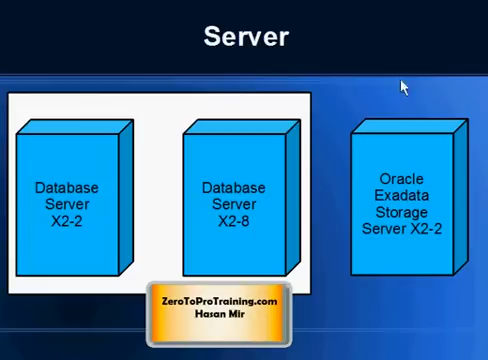 Server
Database
Server
X2-2
Database
Server
X2-8
Oracle
Exadata
Storage
Server X2-2
ZeroToProTraining.com
Hasan Mir